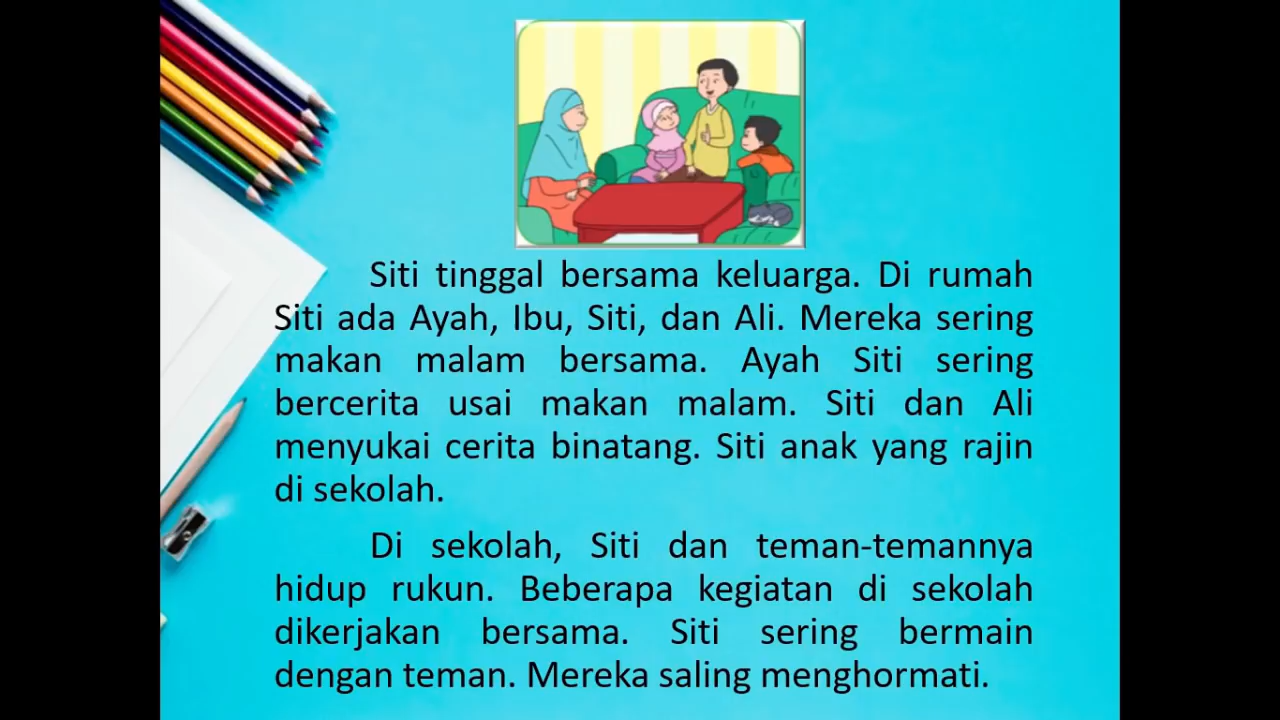 Siti tinggal bersama keluarga. Di rumah
Siti ada Ayah, Ibu, Siti, dan Ali. Mereka sering
makan malam bersama. Ayah Siti sering
bercerita usai makan malam. Siti dan Ali
menyukai cerita binatang. Siti anak yang rajin
di sekolah.
Di sekolah, Siti dan teman-temannya
hidup rukun. Beberapa kegiatan di sekolah
dikerjakan bersama. Siti sering bermain
dengan teman. Mereka saling menghormati.